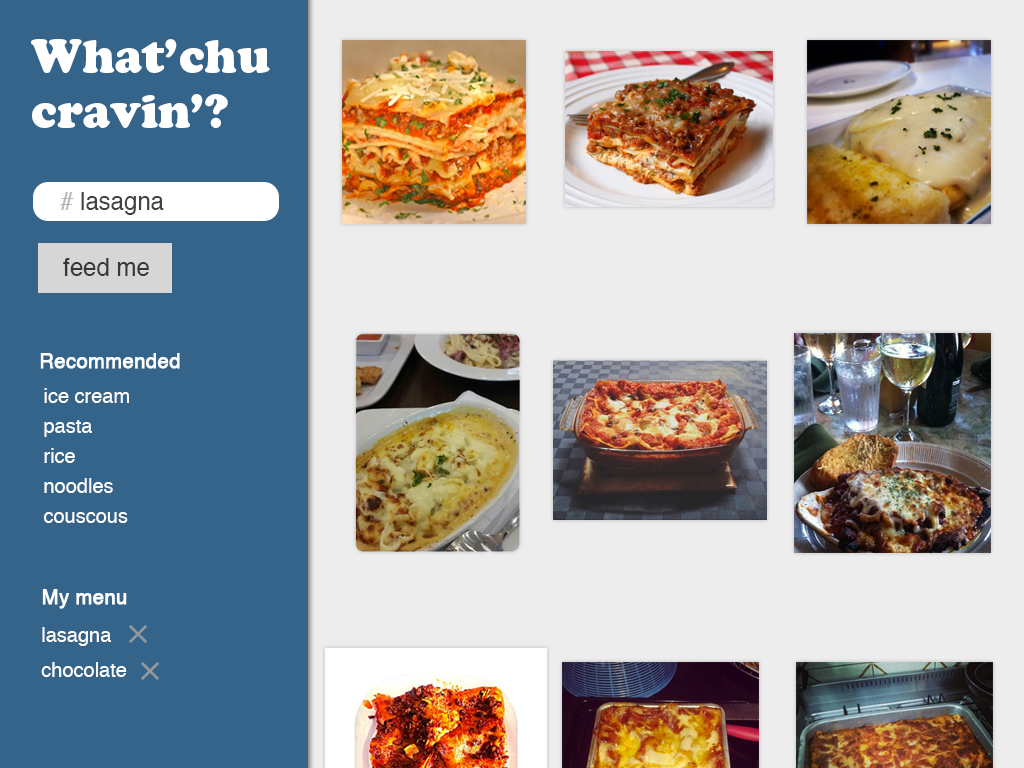 What’chu
cravin’?
# lasagna
feed me
Recommended
ice cream
pasta
rice
noodles
couscous
My menu
lasagna
chocolate